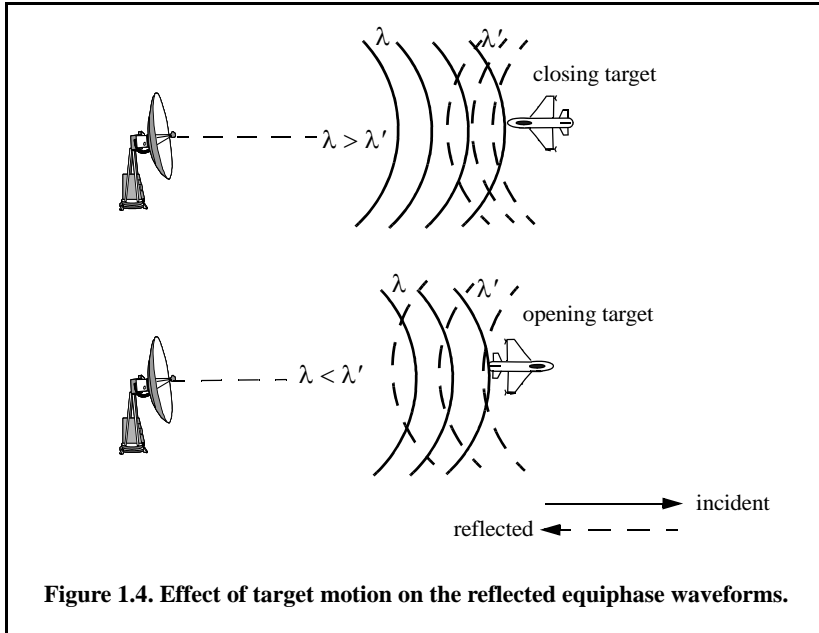 λ λ′
closing target
λ > λ′
λ λ′
opening target
λ < λ′
incident
reflected
Figure 1.4. Effect of target motion on the reflected equiphase waveforms.